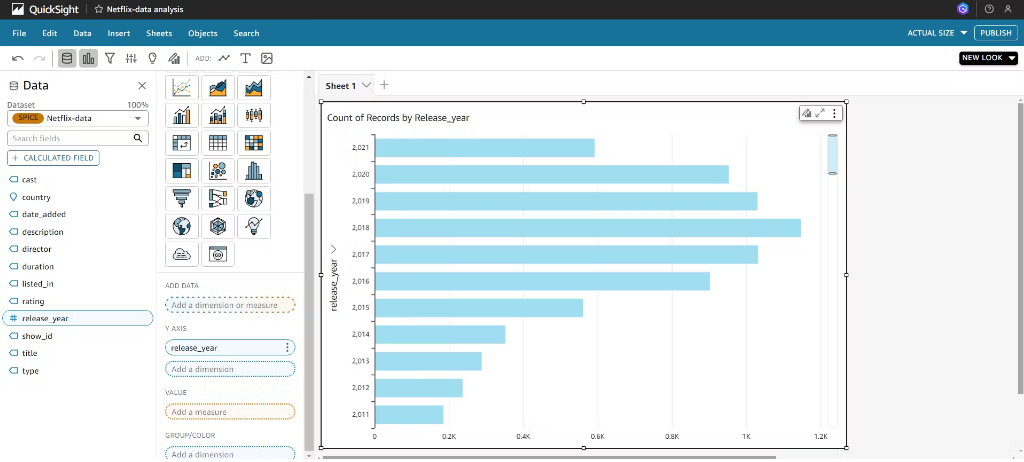 QuickSight
Netflix-data analysis
File Edit Data Insert Sheets Objects Search
ACTUAL SIZE
PUBLISH
ADD:
NEW LOOK
Data
Dataset 100%
SPICE Netflix-data
Search fields
+ CALCULATED FIELD
cast
country
date_added
description
director
duration
listed_in
rating
release_year
show_id
title
type
ADD DATA
Add a dimension or measure
Y AXIS
release_year
Add a dimension
VALUE
Add a measure
GROUP/COLOR
Add a dimension
Sheet 1
Count of Records by Release_year
release_year
2,021
2,020
2,019
2,018
2,017
2,016
2,015
2,014
2,013
2,012
2,011
0 0.2K 0.4K 0.6K 0.8K 1K 1.2K